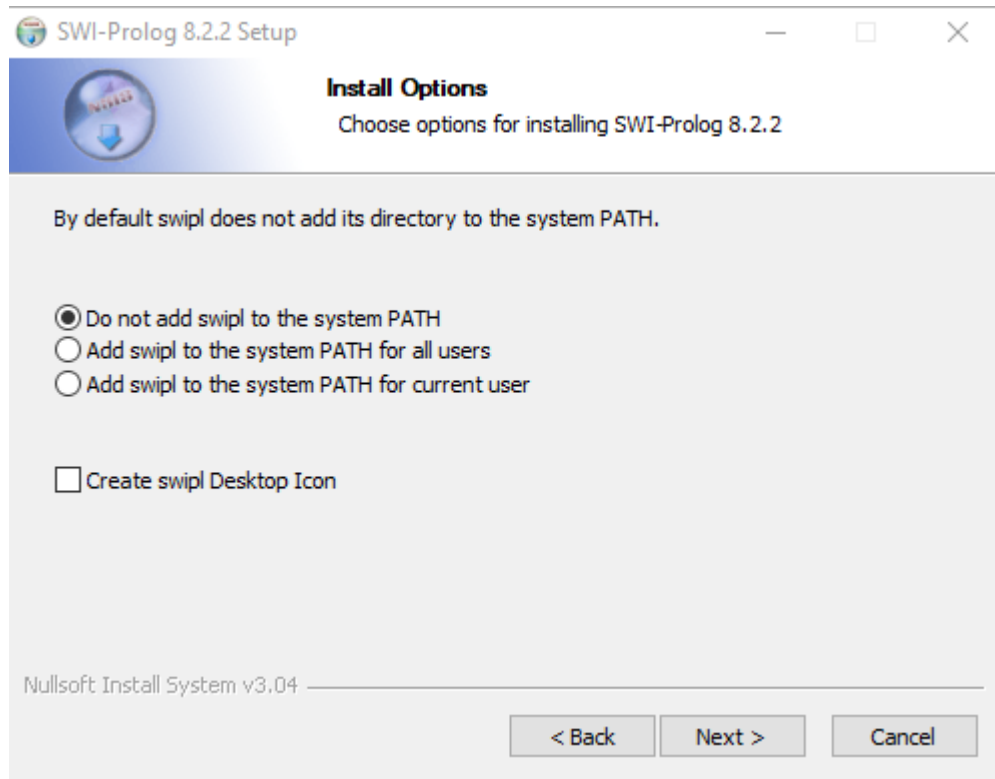 SWI-Prolog 8.2.2 Setup
Install Options
Choose options for installing SWI-Prolog 8.2.2
By default swipl does not add its directory to the system PATH.
Do not add swipl to the system PATH
Add swipl to the system PATH for all users
Add swipl to the system PATH for current user
Create swipl Desktop Icon
Nullsoft Install System v3.04
< Back
Next >
Cancel